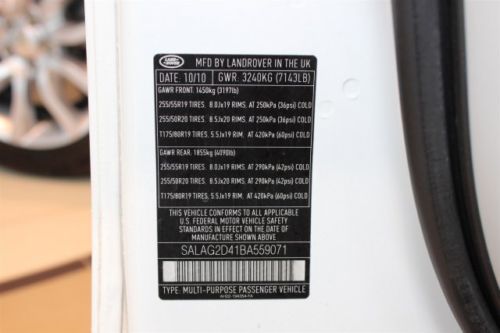 LAND ROVER
MFD BY LANDROVER IN THE UK
DATE: 10/10 GWR: 3240KG (7143LB)
GAWR FRONT: 1450kg (3197lb)
255/55R19 TIRES. 8.0Jx19 RIMS. AT 250kPa (36psi) COLD
255/50R20 TIRES. 8.5Jx20 RIMS. AT 250kPa (36psi) COLD
T175/80R19 TIRES. 5.5Jx19 RIM. AT 420kPa (60psi) COLD
GAWR REAR: 1855kg (4090lb)
255/55R19 TIRES. 8.0Jx19 RIMS. AT 290kPa (42psi) COLD
255/50R20 TIRES. 8.5Jx20 RIMS. AT 290kPa (42psi) COLD
T175/80R19 TIRES. 5.5Jx19 RIM. AT 420kPa (60psi) COLD
THIS VEHICLE CONFORMS TO ALL APPLICABLE
U.S. FEDERAL MOTOR VEHICLE SAFETY
STANDARDS IN EFFECT ON THE DATE OF
MANUFACTURE SHOWN ABOVE
SALAG2D41BA559071
TYPE: MULTI-PURPOSE PASSENGER VEHICLE